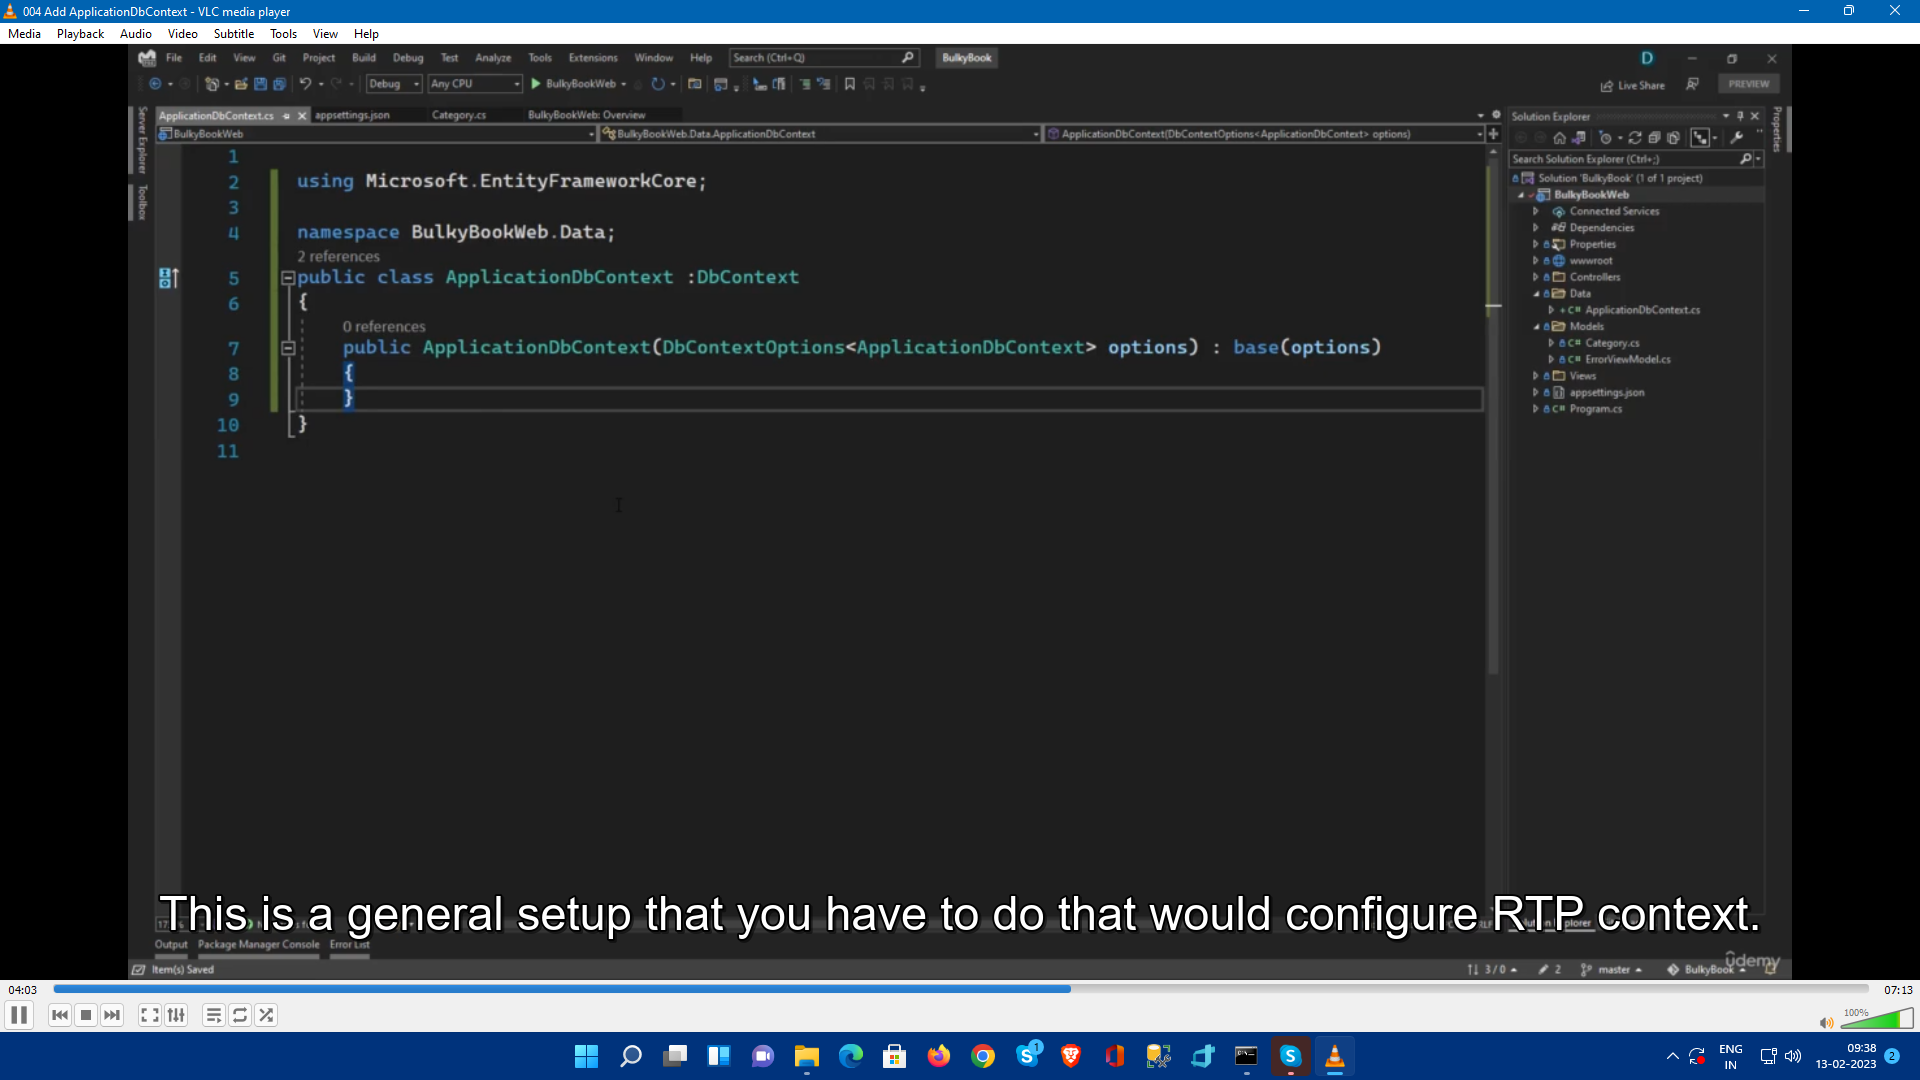 004 Add ApplicationDbContext - VLC media player
Media Playback Audio Video Subtitle Tools View Help
File Edit View Git Project Build Debug Test Analyze Tools Extensions Window Help Search (Ctrl+Q) BulkyBook D
Debug Any CPU BulkyBookWeb Live Share PREVIEW
ApplicationDbContext.cs appsettings.json Category.cs BulkyBookWeb: Overview
BulkyBookWeb BulkyBookWeb.Data.ApplicationDbContext ApplicationDbContext(DbContextOptions<ApplicationDbContext> options)
Server Explorer
Toolbox
1
2 using Microsoft.EntityFrameworkCore;
3
4 namespace BulkyBookWeb.Data;
2 references
5 public class ApplicationDbContext :DbContext
6 {
0 references
7 public ApplicationDbContext(DbContextOptions<ApplicationDbContext> options) : base(options)
8 {
9 }
10 }
11
Solution Explorer
Search Solution Explorer (Ctrl+;)
Solution 'BulkyBook' (1 of 1 project)
BulkyBookWeb
Connected Services
Dependencies
Properties
wwwroot
Controllers
Data
ApplicationDbContext.cs
Models
Category.cs
ErrorViewModel.cs
Views
appsettings.json
Program.cs
Properties
This is a general setup that you have to do that would configure RTP context.
Output Package Manager Console Error List
Item(s) Saved 3 / 0 2 master BulkyBook
udemy
04:03 07:13
100%
1
ENG
IN
09:38
13-02-2023
2